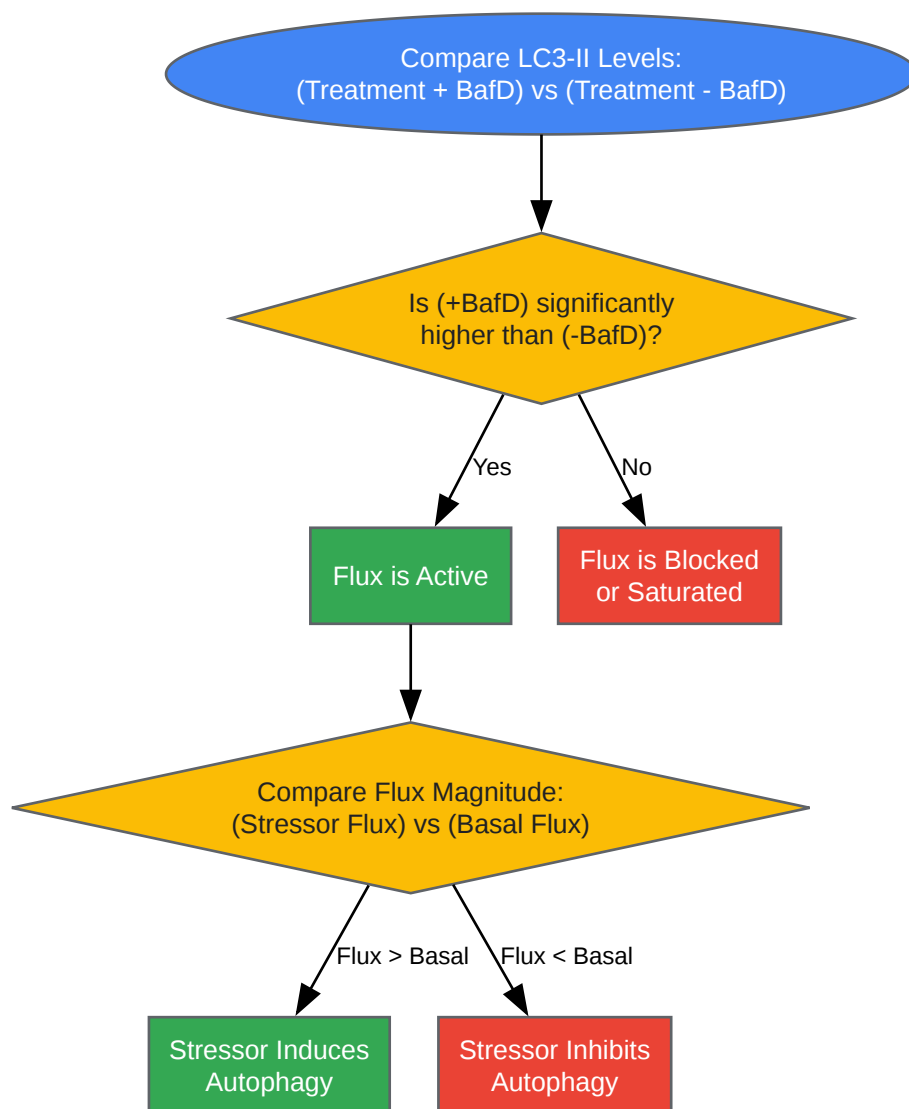 Compare LC3-II Levels:
(Treatment + BafD) vs (Treatment - BafD)
Is (+BafD) significantly
higher than (-BafD)?
Yes
No
Flux is Active
Flux is Blocked
or Saturated
Compare Flux Magnitude:
(Stressor Flux) vs (Basal Flux)
Flux > Basal
Flux < Basal
Stressor Induces
Autophagy
Stressor Inhibits
Autophagy